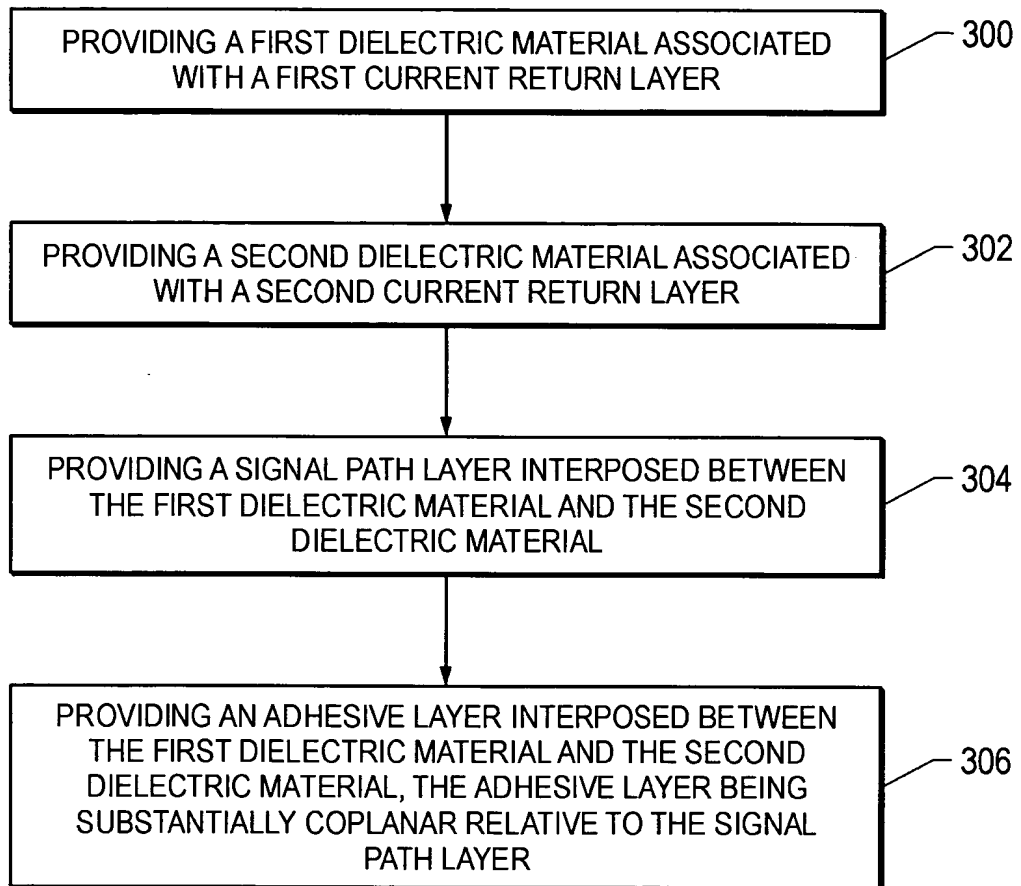 PROVIDING A FIRST DIELECTRIC MATERIAL ASSOCIATED
WITH A FIRST CURRENT RETURN LAYER
300
PROVIDING A SECOND DIELECTRIC MATERIAL ASSOCIATED
WITH A SECOND CURRENT RETURN LAYER
302
PROVIDING A SIGNAL PATH LAYER INTERPOSED BETWEEN
THE FIRST DIELECTRIC MATERIAL AND THE SECOND
DIELECTRIC MATERIAL
304
PROVIDING AN ADHESIVE LAYER INTERPOSED BETWEEN
THE FIRST DIELECTRIC MATERIAL AND THE SECOND
DIELECTRIC MATERIAL, THE ADHESIVE LAYER BEING
SUBSTANTIALLY COPLANAR RELATIVE TO THE SIGNAL
PATH LAYER
306